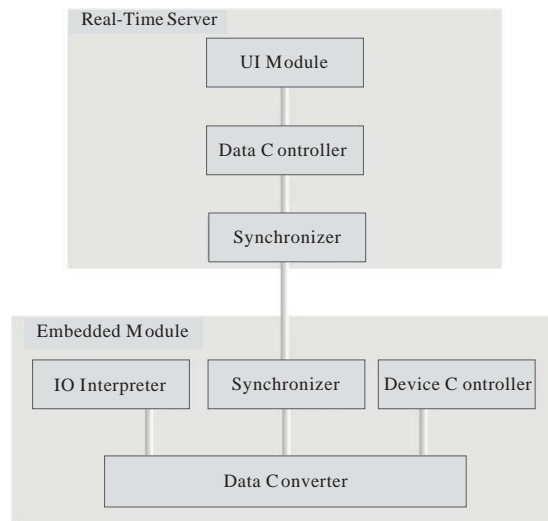 Real-Time Server
UI Module
Data Controller
Synchronizer
Embedded Module
IO Interpreter
Synchronizer
Device Controller
Data Converter